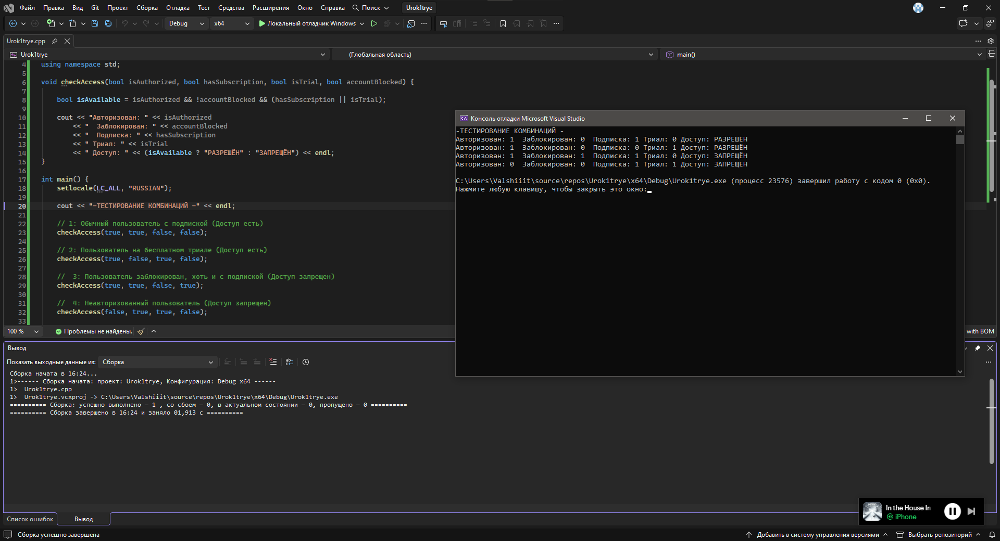 Файл Правка Вид Git Проект Сборка Отладка Тест Средства Расширения Окно Справка Поиск Urok1trye
Debug x64 Локальный отладчик Windows
Urok1trye.cpp
Urok1trye (Глобальная область) main()
4 using namespace std;
5
6 void checkAccess(bool isAuthorized, bool hasSubscription, bool isTrial, bool accountBlocked) {
7
8 bool isAvailable = isAuthorized && !accountBlocked && (hasSubscription || isTrial);
9
10 cout << "Авторизован: " << isAuthorized
11 << "  Заблокирован: " << accountBlocked
12 << "  Подписка: " << hasSubscription
13 << " Триал: " << isTrial
14 << " Доступ: " << (isAvailable ? "РАЗРЕШЁН" : "ЗАПРЕЩЁН") << endl;
15 }
16
17 int main() {
18 setlocale(LC_ALL, "RUSSIAN");
19
20 cout << "-ТЕСТИРОВАНИЕ КОМБИНАЦИЙ -" << endl;
21
22 // 1: Обычный пользователь с подпиской (Доступ есть)
23 checkAccess(true, true, false, false);
24
25 // 2: Пользователь на бесплатном триале (Доступ есть)
26 checkAccess(true, false, true, false);
27
28 //  3: Пользователь заблокирован, хоть и с подпиской (Доступ запрещен)
29 checkAccess(true, true, false, true);
30
31 //  4: Неавторизованный пользователь (Доступ запрещен)
32 checkAccess(false, true, true, false);
33
100 % Проблемы не найдены. with BOM
Консоль отладки Microsoft Visual Studio
-ТЕСТИРОВАНИЕ КОМБИНАЦИЙ -
Авторизован: 1  Заблокирован: 0  Подписка: 1 Триал: 0 Доступ: РАЗРЕШЁН
Авторизован: 1  Заблокирован: 0  Подписка: 0 Триал: 1 Доступ: РАЗРЕШЁН
Авторизован: 1  Заблокирован: 1  Подписка: 1 Триал: 0 Доступ: ЗАПРЕЩЁН
Авторизован: 0  Заблокирован: 0  Подписка: 1 Триал: 1 Доступ: ЗАПРЕЩЁН
C:\Users\Valshiiit\source\repos\Urok1trye\x64\Debug\Urok1trye.exe (процесс 23576) завершил работу с кодом 0 (0x0).
Нажмите любую клавишу, чтобы закрыть это окно:
Вывод
Показать выходные данные из: Сборка
Сборка начата в 16:24...
1>------ Сборка начата: проект: Urok1trye, Конфигурация: Debug x64 ------
1>  Urok1trye.cpp
1>  Urok1trye.vcxproj -> C:\Users\Valshiiit\source\repos\Urok1trye\x64\Debug\Urok1trye.exe
========== Сборка: успешно выполнено – 1 , со сбоем – 0, в актуальном состоянии – 0, пропущено – 0 ==========
========== Сборка завершено в 16:24 и заняло 01,913 с ==========
In the House In
iPhone
Список ошибок Вывод
Сборка успешно завершена Добавить в систему управления версиями Выбрать репозиторий